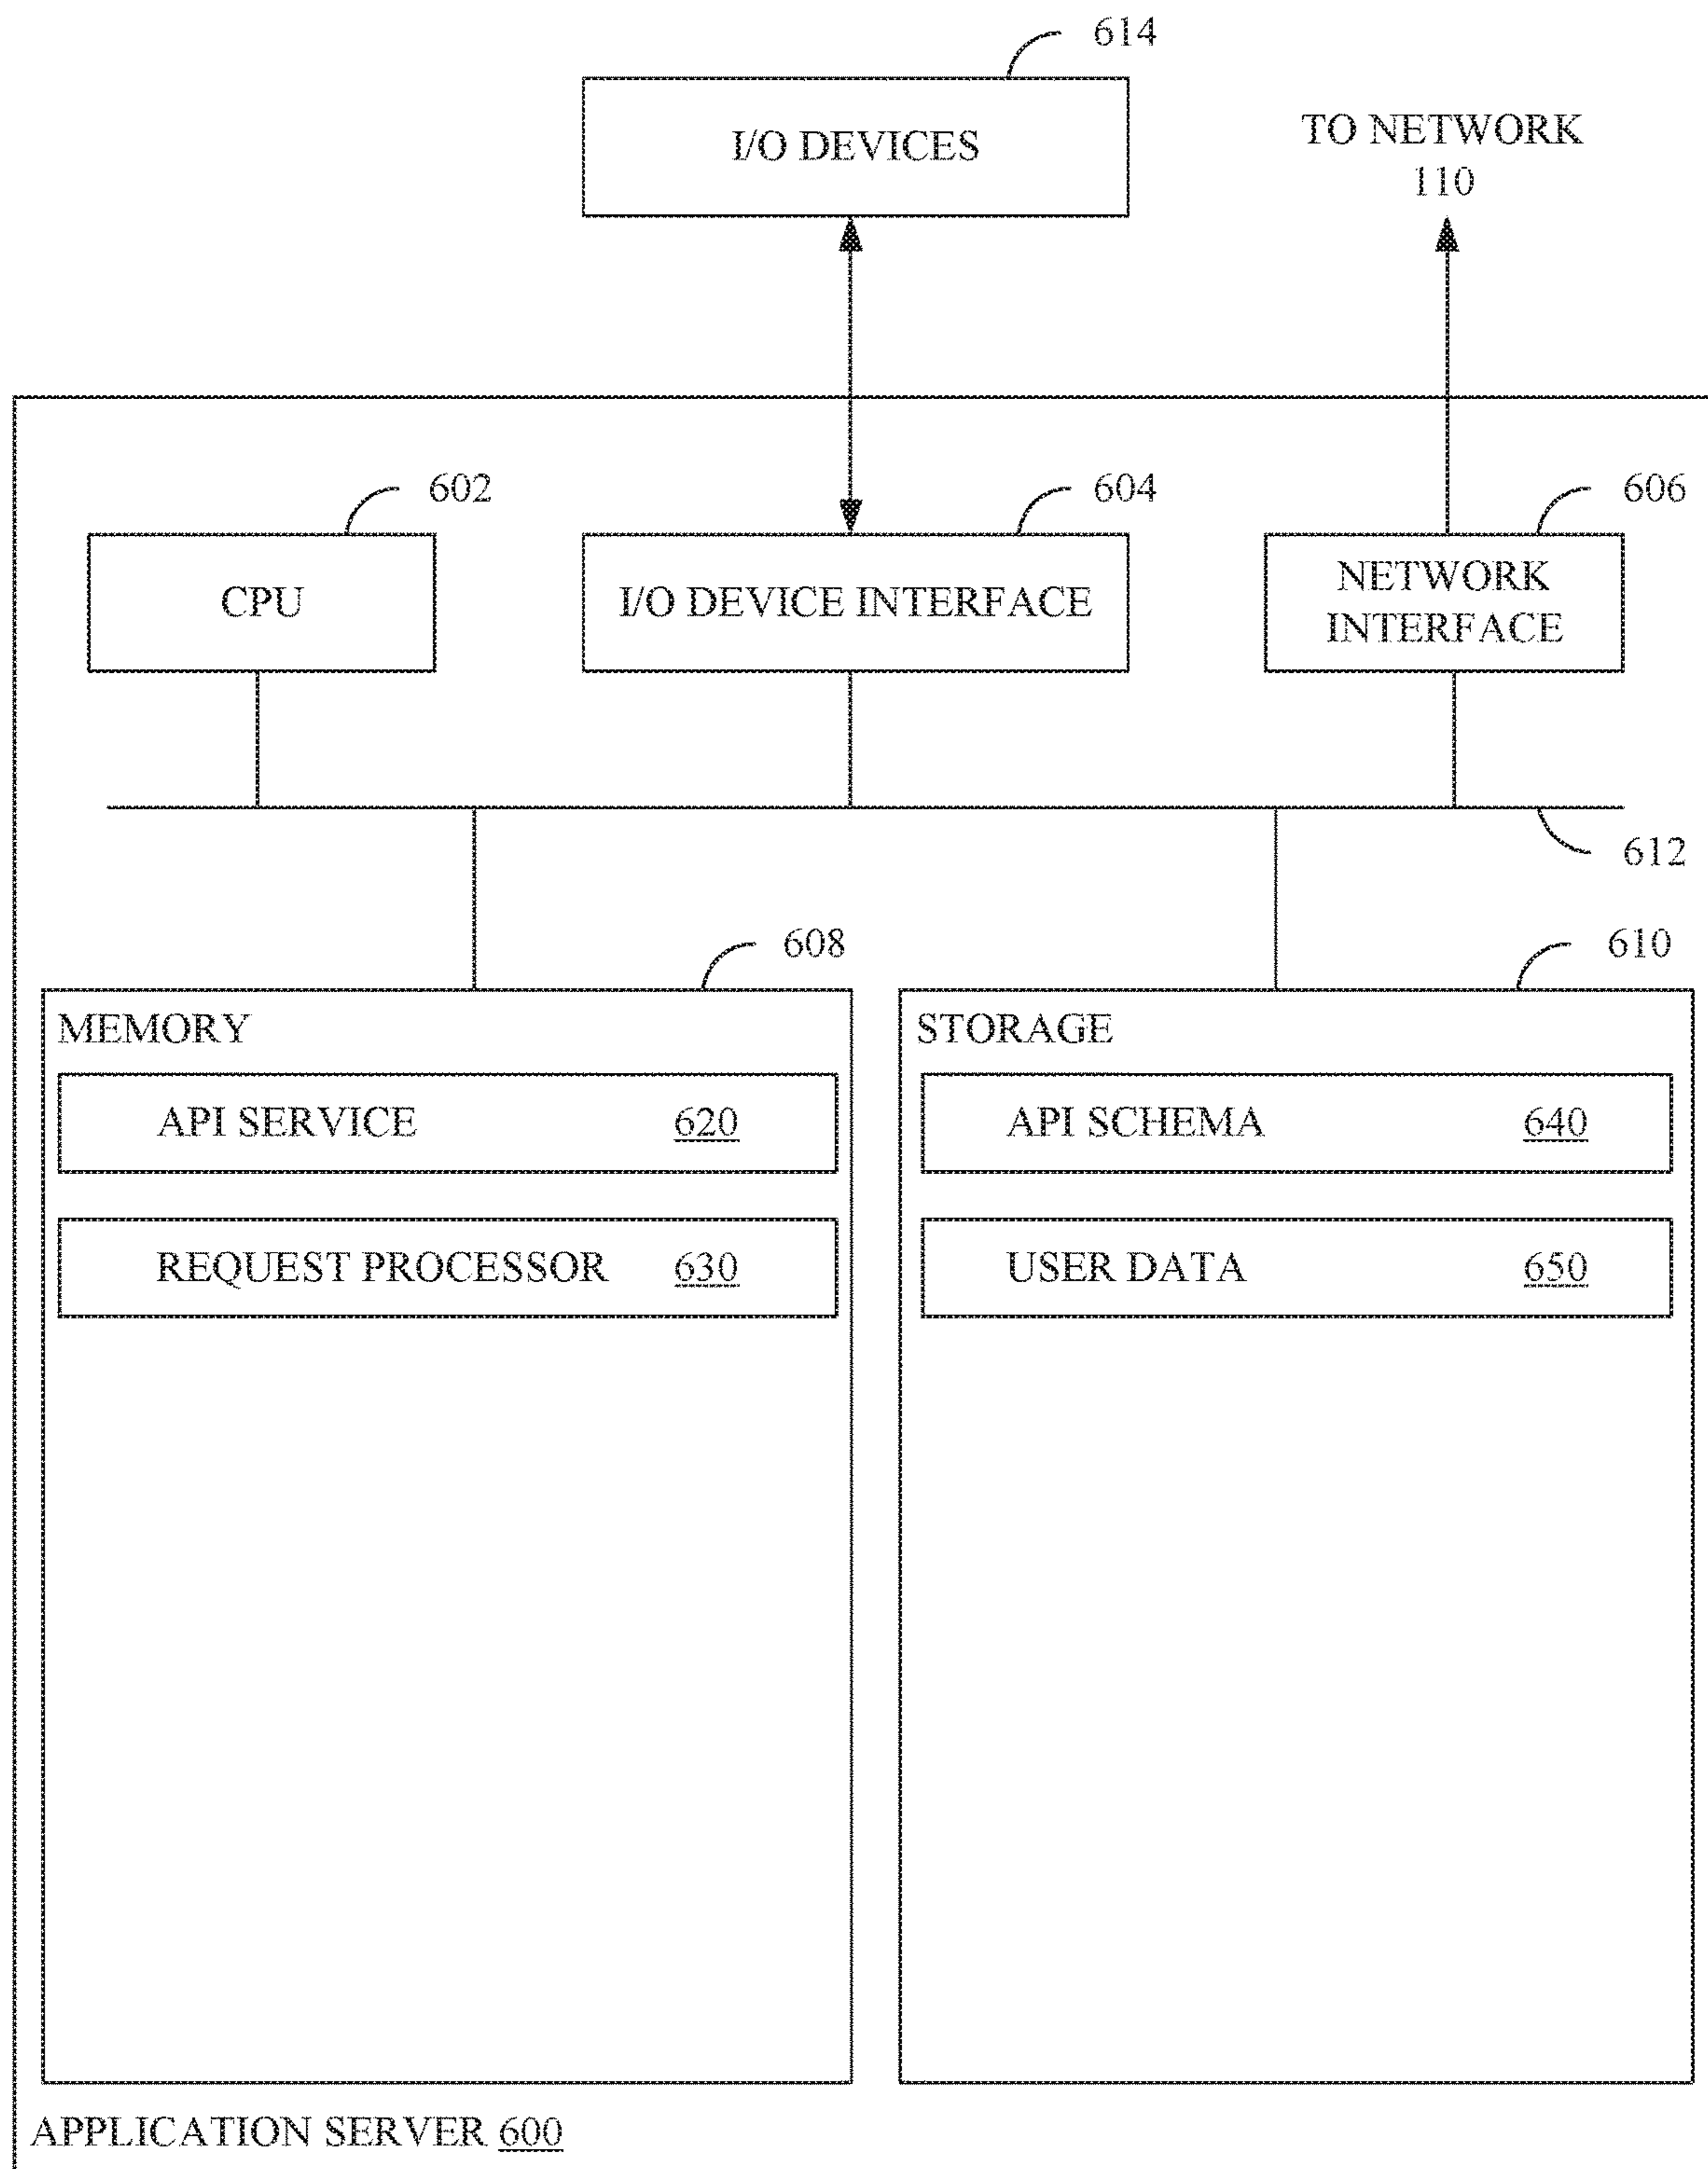 614
I/O DEVICES
TO NETWORK
110
602
604
606
CPU
I/O DEVICE INTERFACE
NETWORK
INTERFACE
612
608
610
MEMORY
API SERVICE 620
REQUEST PROCESSOR 630
STORAGE
API SCHEMA 640
USER DATA 650
APPLICATION SERVER 600